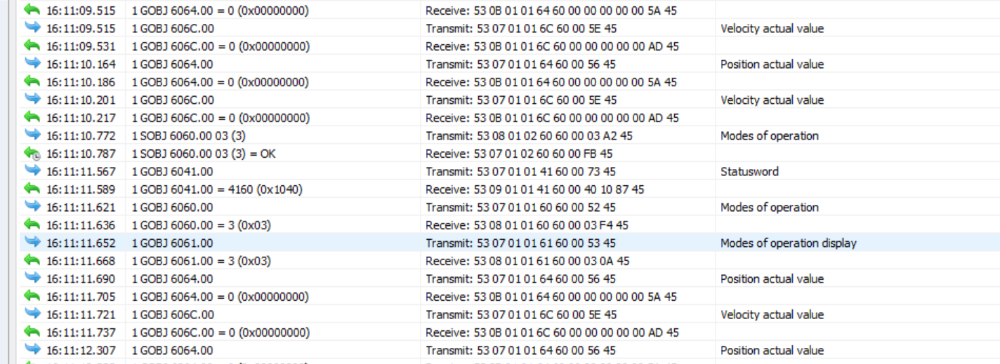 16:11:09.515 1 GOBJ 6064.00 = 0 (0x00000000) Receive: 53 0B 01 01 64 60 00 00 00 00 00 5A 45
16:11:09.515 1 GOBJ 606C.00 Transmit: 53 07 01 01 6C 60 00 5E 45 Velocity actual value
16:11:09.531 1 GOBJ 606C.00 = 0 (0x00000000) Receive: 53 0B 01 01 6C 60 00 00 00 00 00 AD 45
16:11:10.164 1 GOBJ 6064.00 Transmit: 53 07 01 01 64 60 00 56 45 Position actual value
16:11:10.186 1 GOBJ 6064.00 = 0 (0x00000000) Receive: 53 0B 01 01 64 60 00 00 00 00 00 5A 45
16:11:10.201 1 GOBJ 606C.00 Transmit: 53 07 01 01 6C 60 00 5E 45 Velocity actual value
16:11:10.217 1 GOBJ 606C.00 = 0 (0x00000000) Receive: 53 0B 01 01 6C 60 00 00 00 00 00 AD 45
16:11:10.772 1 SOBJ 6060.00 03 (3) Transmit: 53 08 01 02 60 60 00 03 A2 45 Modes of operation
16:11:10.787 1 SOBJ 6060.00 03 (3) = OK Receive: 53 07 01 02 60 60 00 FB 45
16:11:11.567 1 GOBJ 6041.00 Transmit: 53 07 01 01 41 60 00 73 45 Statusword
16:11:11.589 1 GOBJ 6041.00 = 4160 (0x1040) Receive: 53 09 01 01 41 60 00 40 10 87 45
16:11:11.621 1 GOBJ 6060.00 Transmit: 53 07 01 01 60 60 00 52 45 Modes of operation
16:11:11.636 1 GOBJ 6060.00 = 3 (0x03) Receive: 53 08 01 01 60 60 00 03 F4 45
16:11:11.652 1 GOBJ 6061.00 Transmit: 53 07 01 01 61 60 00 53 45 Modes of operation display
16:11:11.668 1 GOBJ 6061.00 = 3 (0x03) Receive: 53 08 01 01 61 60 00 03 0A 45
16:11:11.690 1 GOBJ 6064.00 Transmit: 53 07 01 01 64 60 00 56 45 Position actual value
16:11:11.705 1 GOBJ 6064.00 = 0 (0x00000000) Receive: 53 0B 01 01 64 60 00 00 00 00 00 5A 45
16:11:11.721 1 GOBJ 606C.00 Transmit: 53 07 01 01 6C 60 00 5E 45 Velocity actual value
16:11:11.737 1 GOBJ 606C.00 = 0 (0x00000000) Receive: 53 0B 01 01 6C 60 00 00 00 00 00 AD 45
16:11:12.307 1 GOBJ 6064.00 Transmit: 53 07 01 01 64 60 00 56 45 Position actual value